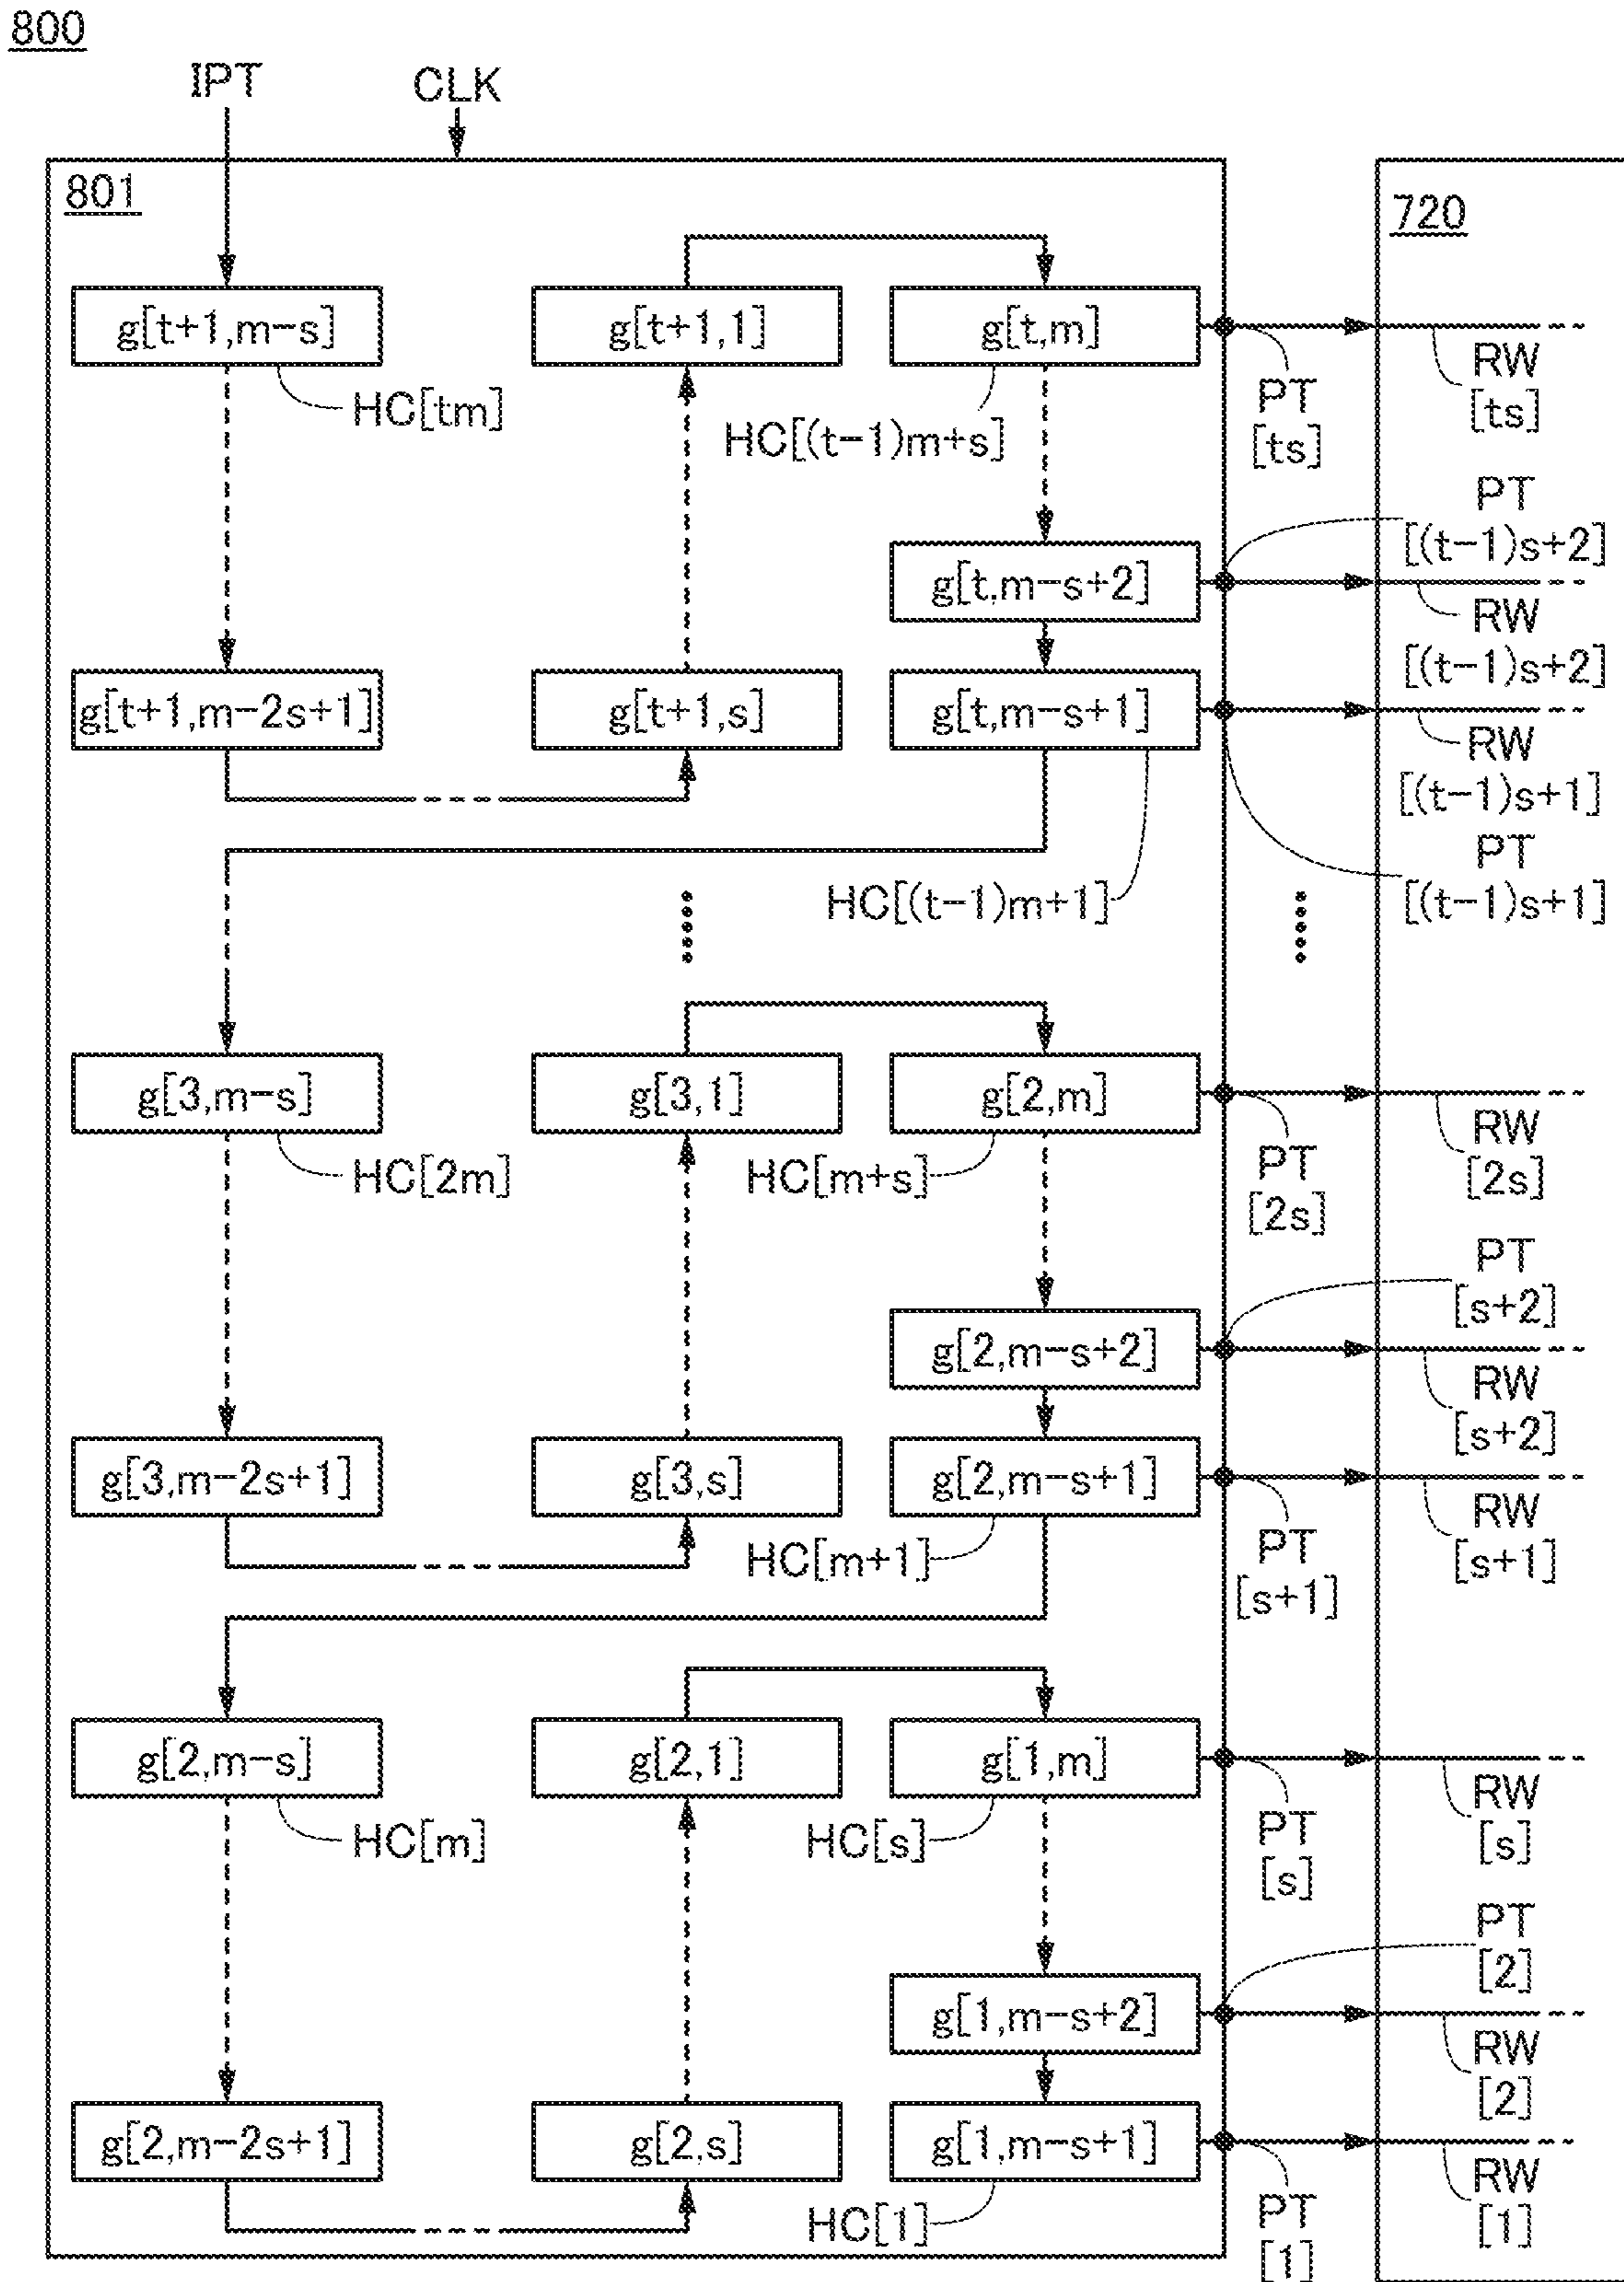 800
IPT
CLK
801
720
g[t+1,m-s]
g[t+1,1]
g[t,m]
HC[tm]
HC[(t-1)m+s]
PT
[ts]
RW
[ts]
PT
[(t-1)s+2]
g[t,m-s+2]
RW
[(t-1)s+2]
g[t+1,m-2s+1]
g[t+1,s]
g[t,m-s+1]
RW
[(t-1)s+1]
PT
[(t-1)s+1]
HC[(t-1)m+1]
g[3,m-s]
g[3,1]
g[2,m]
HC[2m]
HC[m+s]
PT
[2s]
RW
[2s]
PT
[s+2]
g[2,m-s+2]
RW
[s+2]
g[3,m-2s+1]
g[3,s]
g[2,m-s+1]
HC[m+1]
PT
[s+1]
RW
[s+1]
g[2,m-s]
g[2,1]
g[1,m]
HC[m]
HC[s]
PT
[s]
RW
[s]
PT
[2]
g[1,m-s+2]
RW
[2]
g[2,m-2s+1]
g[2,s]
g[1,m-s+1]
HC[1]
PT
[1]
RW
[1]